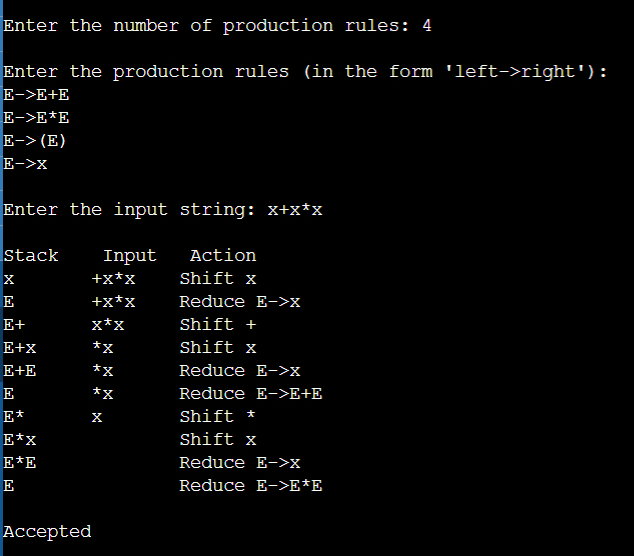 Enter the number of production rules: 4
Enter the production rules (in the form 'left->right'):
E->E+E
E->E*E
E->(E)
E->x
Enter the input string: x+x*x
Stack    Input   Action
x       +x*x    Shift x
E       +x*x    Reduce E->x
E+      x*x     Shift +
E+x     *x      Shift x
E+E     *x      Reduce E->x
E       *x      Reduce E->E+E
E*      x       Shift *
E*x             Shift x
E*E             Reduce E->x
E               Reduce E->E*E
Accepted